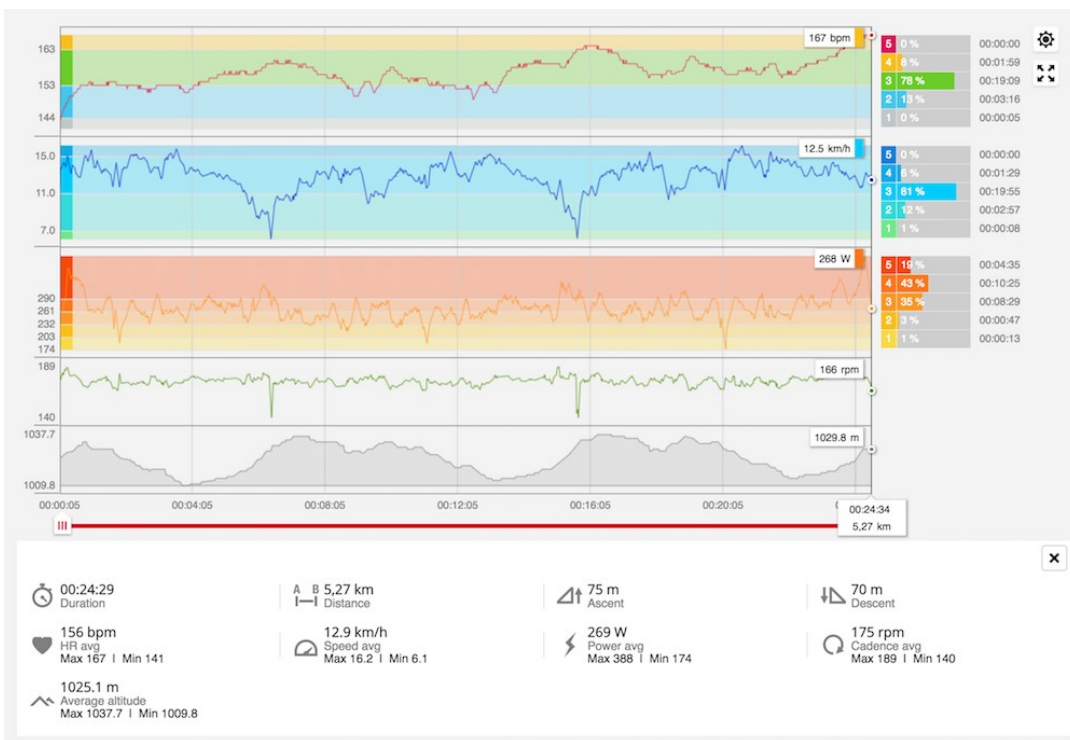 163
153
144
167 bpm
5 0 % 00:00:00
4 8 % 00:01:59
3 78 % 00:19:09
2 13 % 00:03:16
1 0 % 00:00:05
15.0
11.0
7.0
12.5 km/h
5 0 % 00:00:00
4 6 % 00:01:29
3 81 % 00:19:55
2 12 % 00:02:57
1 1 % 00:00:08
290
261
232
203
174
268 W
5 19 % 00:04:35
4 43 % 00:10:25
3 35 % 00:08:29
2 3 % 00:00:47
1 1 % 00:00:13
189
140
166 rpm
1037.7
1009.8
1029.8 m
00:00:05 00:04:05 00:08:05 00:12:05 00:16:05 00:20:05
00:24:34
5,27 km
00:24:29 A B 5,27 km 75 m 70 m
Duration Distance Ascent Descent
156 bpm 12.9 km/h 269 W 175 rpm
HR avg Speed avg Power avg Cadence avg
Max 167 | Min 141 Max 16.2 | Min 6.1 Max 388 | Min 174 Max 189 | Min 140
1025.1 m
Average altitude
Max 1037.7 | Min 1009.8